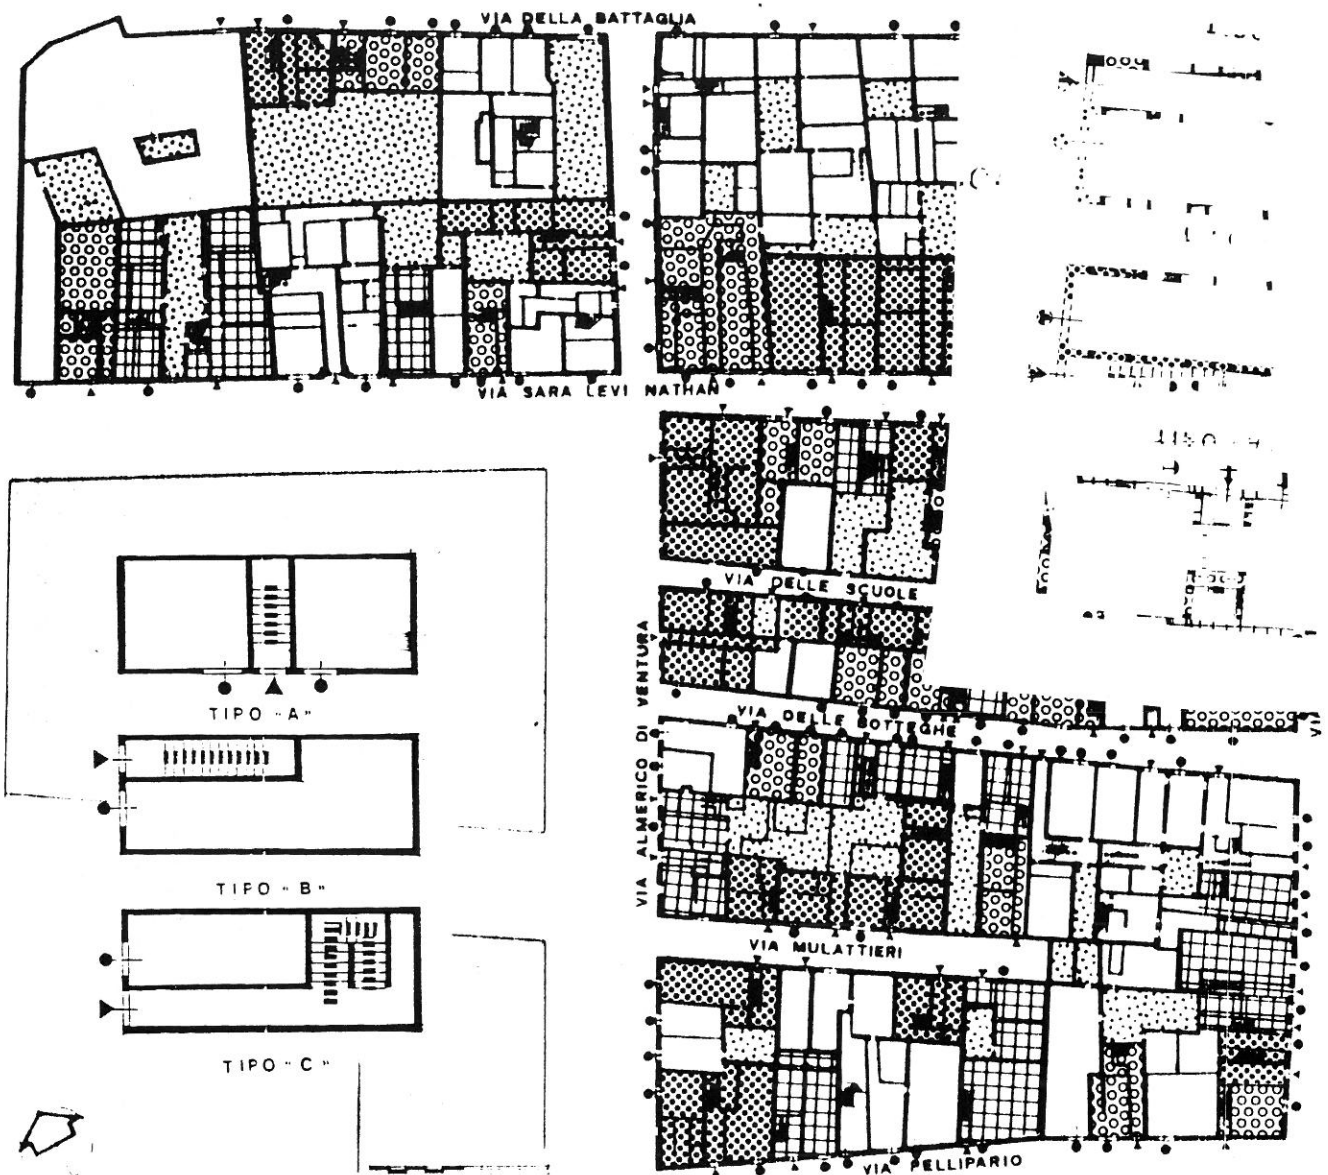 VIA DELLA BATTAGLIA
VIA SARA LEVI NATHAN
VIA DELLE SCUOLE
VIA ALMERICO DI VENTURA
VIA DELLE BOTTEGHE
TIPO "A"
TIPO "B"
VIA MULATTIERI
TIPO "C"
VIA PELLIPARIO
VIA